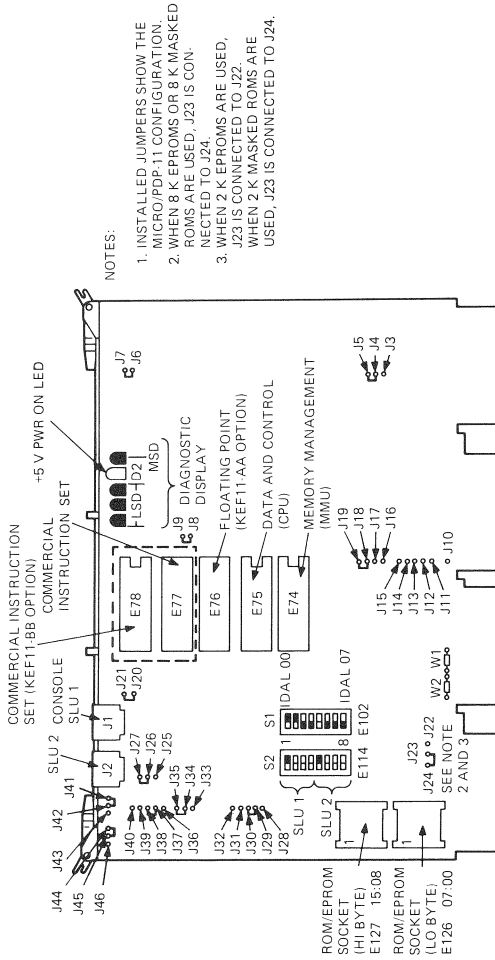 NOTES:
1. INSTALLED JUMPERS SHOW THE
MICRO/PDP-11 CONFIGURATION.
2. WHEN 8 K EPROMS OR 8 K MASKED
ROMS ARE USED, J23 IS CON-
NECTED TO J24.
3. WHEN 2 K EPROMS ARE USED,
J23 IS CONNECTED TO J22.
WHEN 2 K MASKED ROMS ARE
USED, J23 IS CONNECTED TO J24.
+5 V PWR ON LED
COMMERCIAL INSTRUCTION
SET (KEF11-BB OPTION)
COMMERCIAL
INSTRUCTION SET
CONSOLE
SLU 1
SLU 2
J1
J2
J41
J42
J43
J44
J45
J46
J7
J6
LSD
D2
MSD
DIAGNOSTIC
DISPLAY
J9
J8
E78
E77
E76
E75
E74
FLOATING POINT
(KEF11-AA OPTION)
DATA AND CONTROL
(CPU)
MEMORY MANAGEMENT
(MMU)
J21
J20
J27
J26
J25
J40
J39
J38
J37
J36
J35
J34
J33
J32
J31
J30
J29
J28
S1
IDAL 00
IDAL 07
E102
S2
1
8
E114
SLU 1
SLU 2
J5
J4
J3
J19
J18
J17
J16
J15
J14
J13
J12
J11
J10
W2
W1
J23
J24
J22
SEE NOTE
2 AND 3
1
1
ROM/EPROM
SOCKET
(HI BYTE)
E127 15:08
ROM/EPROM
SOCKET
(LO BYTE)
E126 07:00